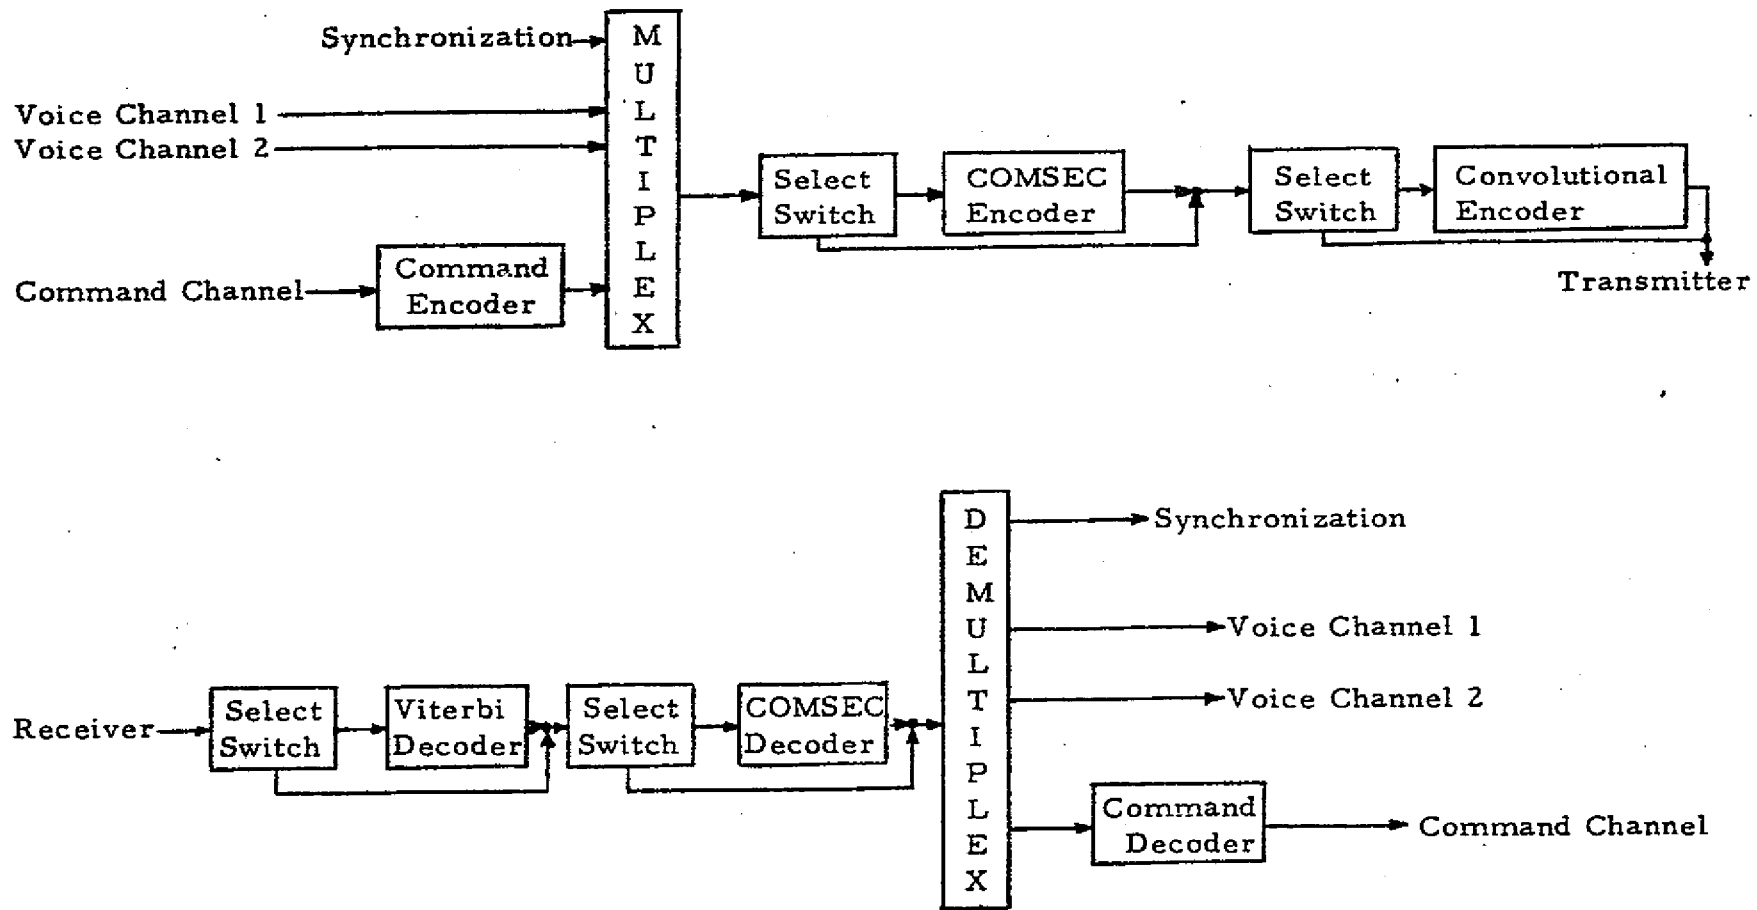 Synchronization
MULTIPLEX
Voice Channel 1
Voice Channel 2
Select
Switch
COMSEC
Encoder
Select
Switch
Convolutional
Encoder
Command Channel
Command
Encoder
Transmitter
DEMULTIPLEX
Synchronization
Voice Channel 1
Voice Channel 2
Receiver
Select
Switch
Viterbi
Decoder
Select
Switch
COMSEC
Decoder
Command
Decoder
Command Channel